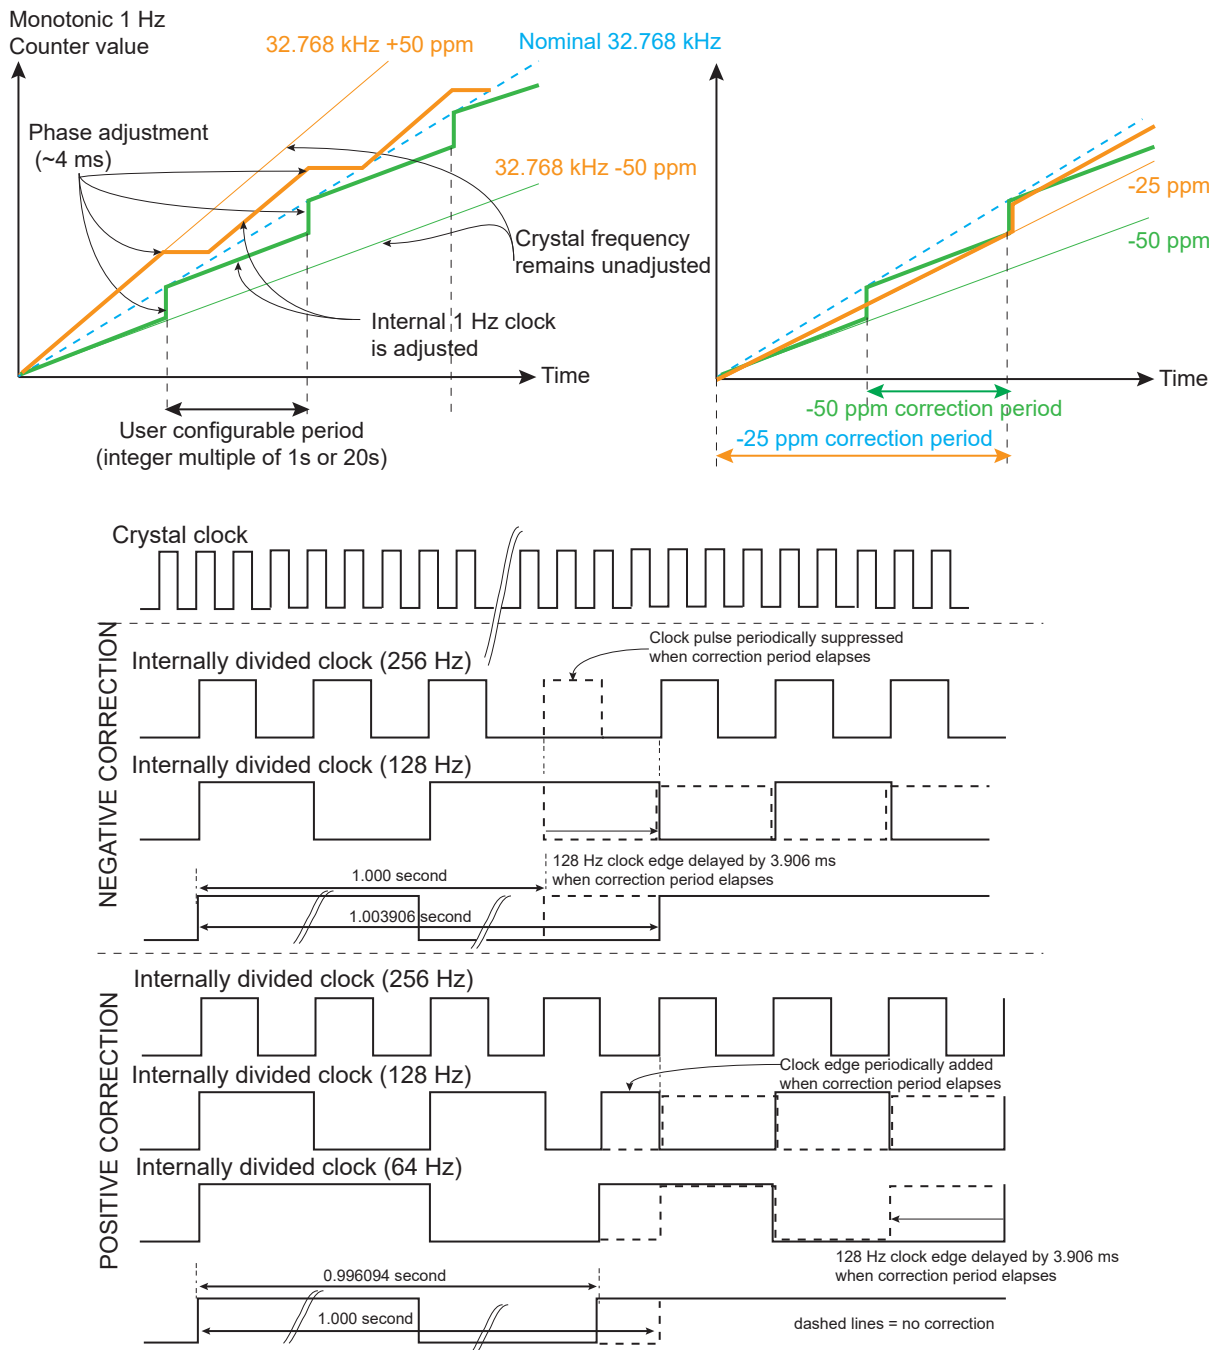 Monotonic 1 Hz
Counter value
32.768 kHz +50 ppm
Nominal 32.768 kHz
Phase adjustment
(~4 ms)
32.768 kHz -50 ppm
Crystal frequency
remains unadjusted
Internal 1 Hz clock
is adjusted
Time
User configurable period
(integer multiple of 1s or 20s)
-25 ppm
-50 ppm
Time
-50 ppm correction period
-25 ppm correction period
Crystal clock
NEGATIVE CORRECTION
Clock pulse periodically suppressed
when correction period elapses
Internally divided clock (256 Hz)
Internally divided clock (128 Hz)
128 Hz clock edge delayed by 3.906 ms
when correction period elapses
1.000 second
1.003906 second
POSITIVE CORRECTION
Internally divided clock (256 Hz)
Internally divided clock (128 Hz)
Clock edge periodically added
when correction period elapses
Internally divided clock (64 Hz)
128 Hz clock edge delayed by 3.906 ms
when correction period elapses
0.996094 second
1.000 second
dashed lines = no correction